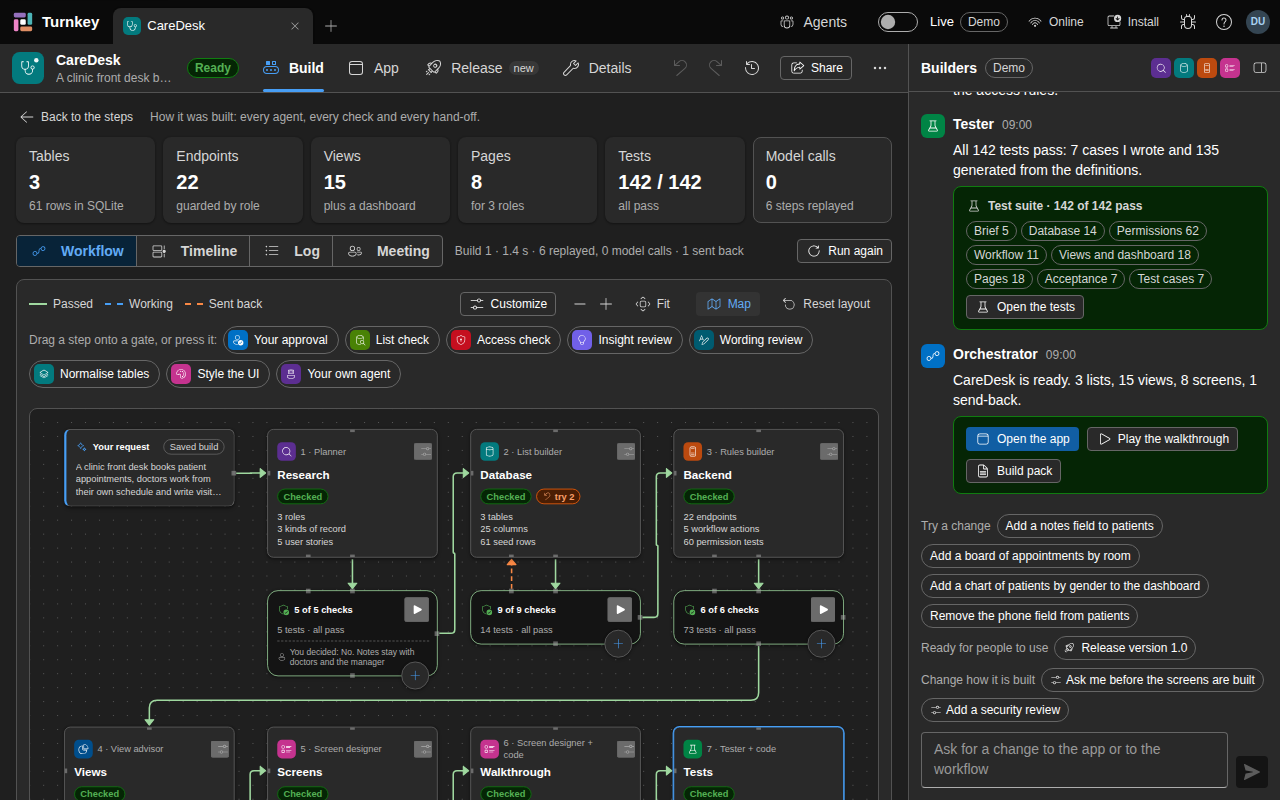 Turnkey
CareDesk
Agents
Live
Demo
Online
Install
DU
CareDesk
A clinic front desk b…
Ready
Build
App
Release new
Details
Share
Builders
Demo
Back to the steps
How it was built: every agent, every check and every hand-off.
Tables
3
61 rows in SQLite
Endpoints
22
guarded by role
Views
15
plus a dashboard
Pages
8
for 3 roles
Tests
142 / 142
all pass
Model calls
0
6 steps replayed
Workflow
Timeline
Log
Meeting
Build 1 · 1.4 s · 6 replayed, 0 model calls · 1 sent back
Run again
Passed
Working
Sent back
Customize
Fit
Map
Reset layout
Drag a step onto a gate, or press it:
Your approval
List check
Access check
Insight review
Wording review
Normalise tables
Style the UI
Your own agent
Your request
Saved build
A clinic front desk books patient
appointments, doctors work from
their own schedule and write visit…
1 · Planner
Research
Checked
3 roles
3 kinds of record
5 user stories
2 · List builder
Database
Checked
try 2
3 tables
25 columns
61 seed rows
3 · Rules builder
Backend
Checked
22 endpoints
5 workflow actions
60 permission tests
5 of 5 checks
5 tests · all pass
You decided: No. Notes stay with
doctors and the manager
9 of 9 checks
14 tests · all pass
6 of 6 checks
73 tests · all pass
4 · View advisor
Views
Checked
5 · Screen designer
Screens
Checked
6 · Screen designer +
code
Walkthrough
Checked
7 · Tester + code
Tests
Checked
the access rules.
Tester 09:00
All 142 tests pass: 7 cases I wrote and 135
generated from the definitions.
Test suite · 142 of 142 pass
Brief 5
Database 14
Permissions 62
Workflow 11
Views and dashboard 18
Pages 18
Acceptance 7
Test cases 7
Open the tests
Orchestrator 09:00
CareDesk is ready. 3 lists, 15 views, 8 screens, 1
send-back.
Open the app
Play the walkthrough
Build pack
Try a change
Add a notes field to patients
Add a board of appointments by room
Add a chart of patients by gender to the dashboard
Remove the phone field from patients
Ready for people to use
Release version 1.0
Change how it is built
Ask me before the screens are built
Add a security review
Ask for a change to the app or to the
workflow